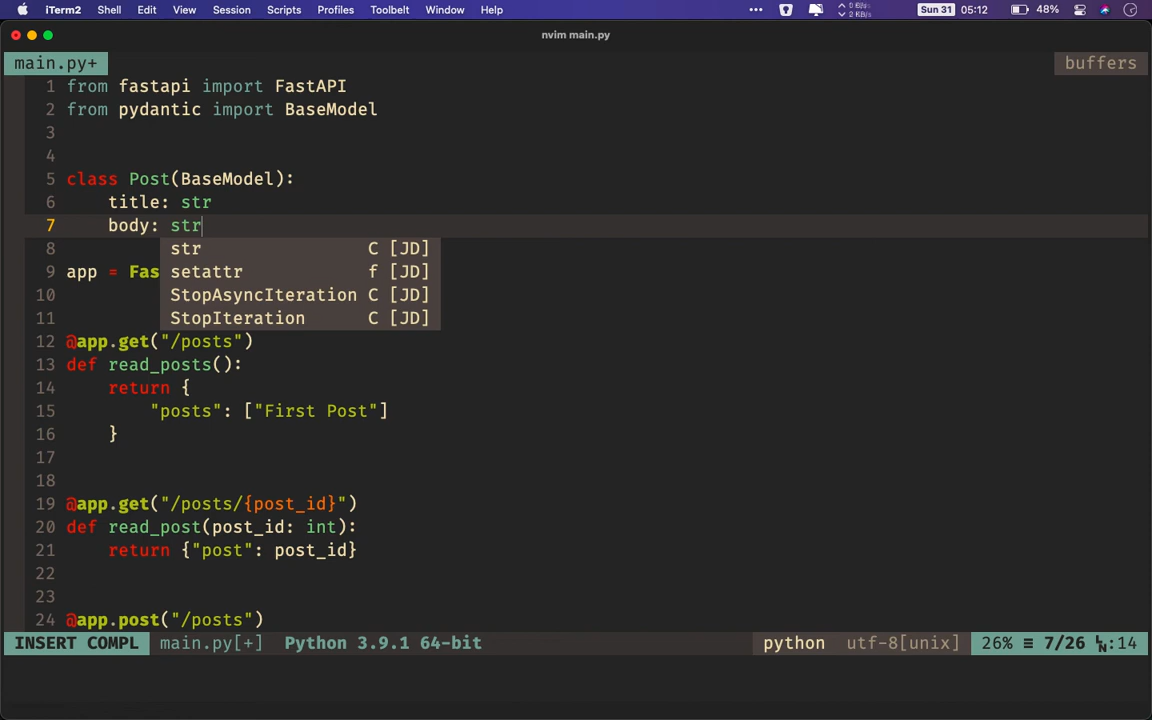 iTerm2 Shell Edit View Session Scripts Profiles Toolbelt Window Help ••• Sun 31 05:12 48%
nvim main.py
main.py+ buffers
1 from fastapi import FastAPI
2 from pydantic import BaseModel
3
4
5 class Post(BaseModel):
6 title: str
7 body: str
8 str C [JD]
9 app = Fas setattr f [JD]
10 StopAsyncIteration C [JD]
11 StopIteration C [JD]
12 @app.get("/posts")
13 def read_posts():
14 return {
15 "posts": ["First Post"]
16 }
17
18
19 @app.get("/posts/{post_id}")
20 def read_post(post_id: int):
21 return {"post": post_id}
22
23
24 @app.post("/posts")
INSERT COMPL main.py[+] Python 3.9.1 64-bit python utf-8[unix] 26% ≡ 7/26 :14